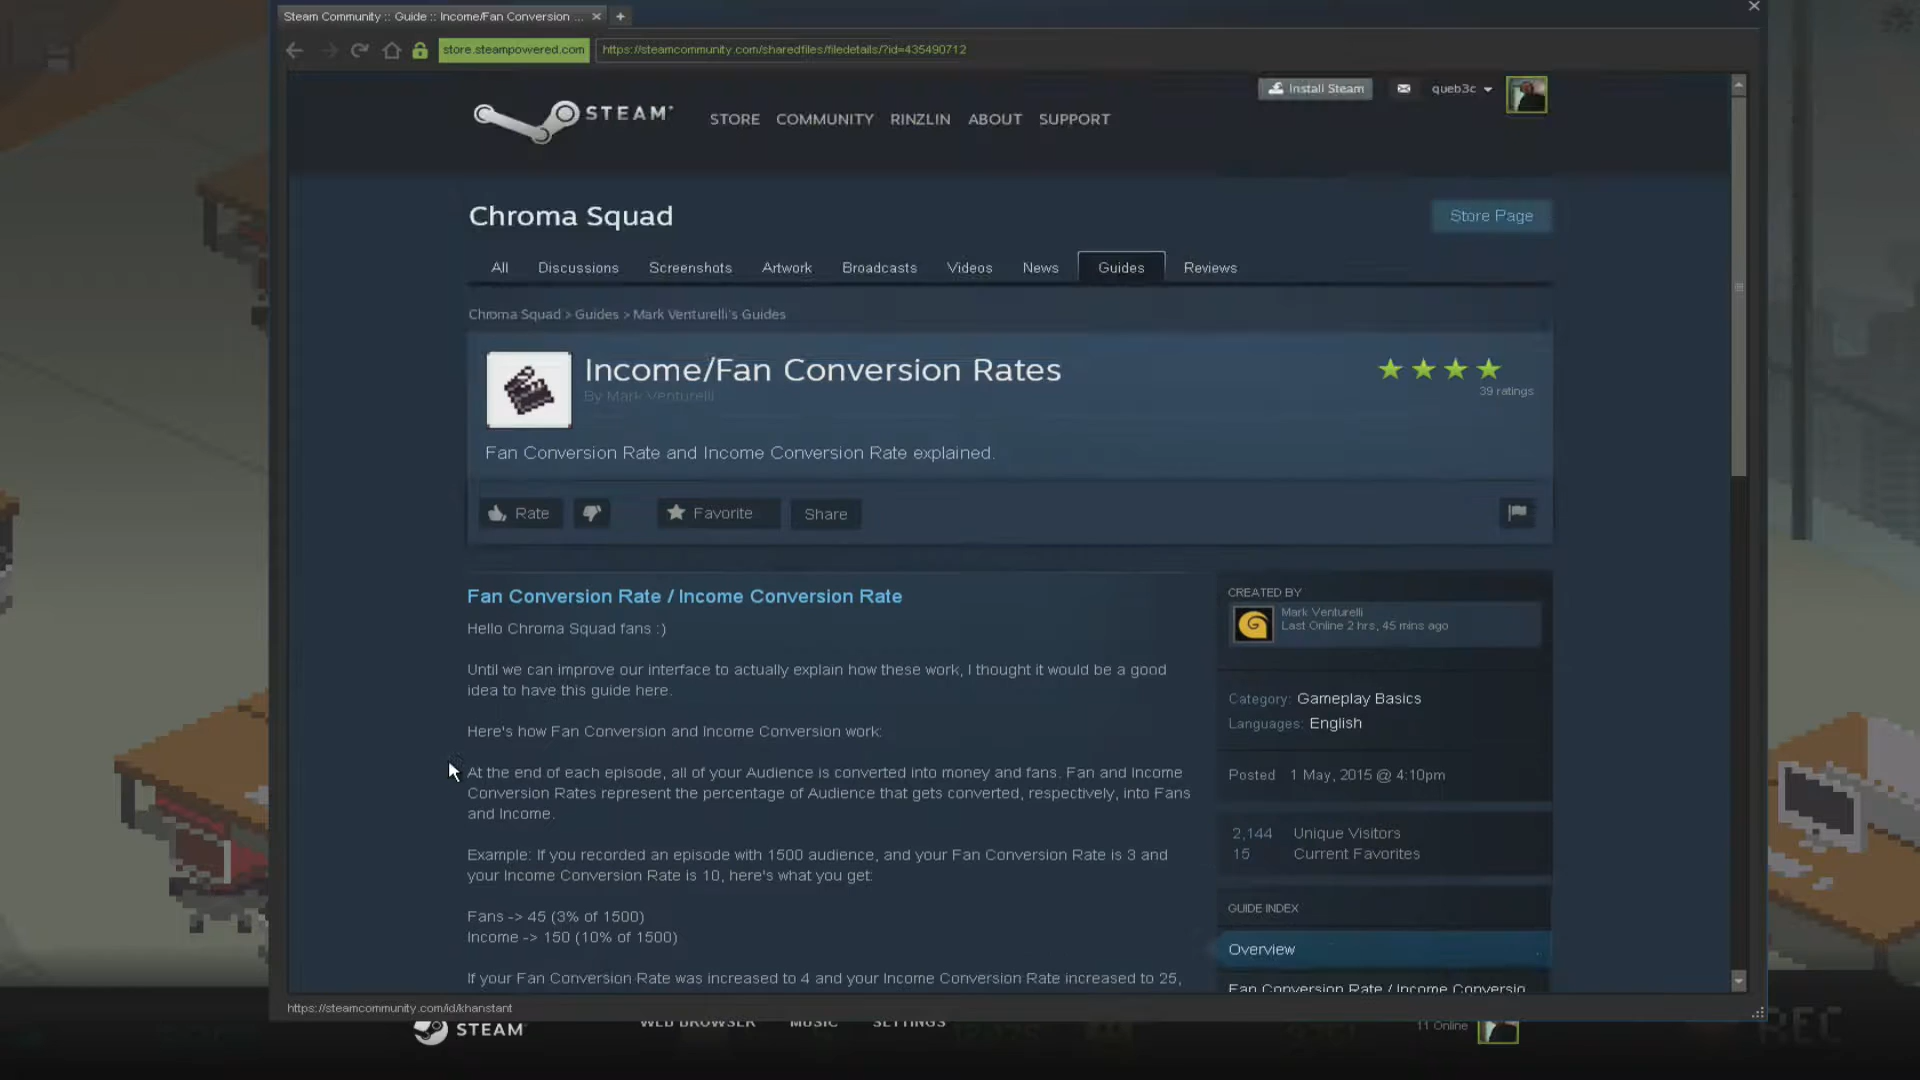 Steam Community :: Guide :: Income/Fan Conversion ...
store.steampowered.com
https://steamcommunity.com/sharedfiles/filedetails/?id=435490712
Install Steam
queb3c
STEAM
STORE
COMMUNITY
RINZLIN
ABOUT
SUPPORT
Chroma Squad
Store Page
All
Discussions
Screenshots
Artwork
Broadcasts
Videos
News
Guides
Reviews
Chroma Squad > Guides > Mark Venturelli's Guides
Income/Fan Conversion Rates
By Mark Venturelli
39 ratings
Fan Conversion Rate and Income Conversion Rate explained.
Rate
Favorite
Share
Fan Conversion Rate / Income Conversion Rate
Hello Chroma Squad fans :)
Until we can improve our interface to actually explain how these work, I thought it would be a good
idea to have this guide here.
Here's how Fan Conversion and Income Conversion work:
At the end of each episode, all of your Audience is converted into money and fans. Fan and Income
Conversion Rates represent the percentage of Audience that gets converted, respectively, into Fans
and Income.
Example: If you recorded an episode with 1500 audience, and your Fan Conversion Rate is 3 and
your Income Conversion Rate is 10, here's what you get:
Fans -> 45 (3% of 1500)
Income -> 150 (10% of 1500)
If your Fan Conversion Rate was increased to 4 and your Income Conversion Rate increased to 25,
CREATED BY
Mark Venturelli
Last Online 2 hrs, 45 mins ago
Category: Gameplay Basics
Languages: English
Posted 1 May, 2015 @ 4:10pm
2,144 Unique Visitors
15 Current Favorites
GUIDE INDEX
Overview
Fan Conversion Rate / Income Conversio
https://steamcommunity.com/id/khanstant
STEAM
WEB BROWSER
MUSIC
SETTINGS
11 Online
REC